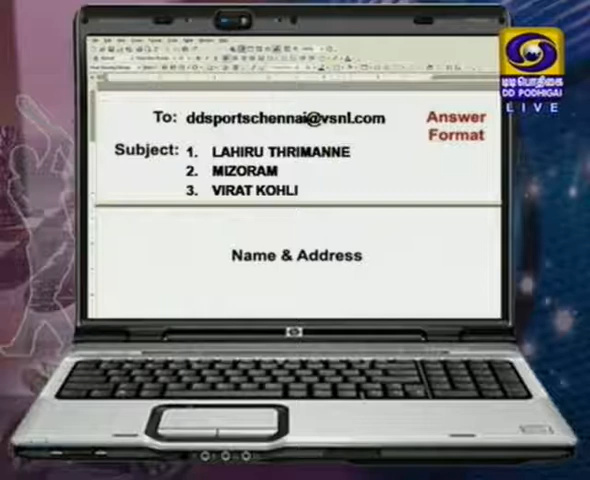 To: ddsportschennai@vsnl.com
Answer
Format
Subject: 1. LAHIRU THRIMANNE
2. MIZORAM
3. VIRAT KOHLI
Name & Address
டிடி பொதிகை
DD PODHIGAI
LIVE
hp